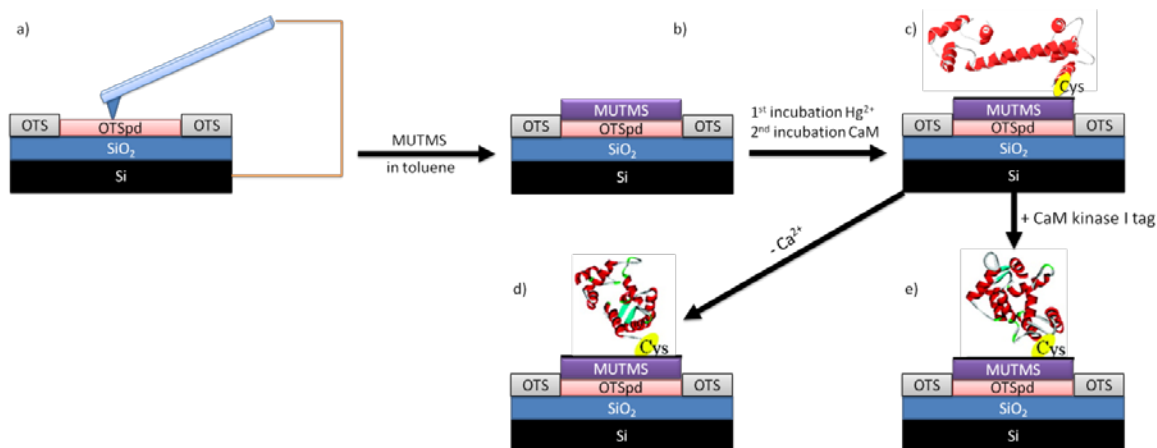 a)
OTS OTSpd OTS
SiO₂
Si
MUTMS
in toluene
b)
MUTMS
OTS OTSpd OTS
SiO₂
Si
1st incubation Hg²⁺
2nd incubation CaM
c)
Cys
MUTMS
OTS OTSpd OTS
SiO₂
Si
- Ca²⁺
+ CaM kinase I tag
d)
Cys
MUTMS
OTS OTSpd OTS
SiO₂
Si
e)
Cys
MUTMS
OTS OTSpd OTS
SiO₂
Si